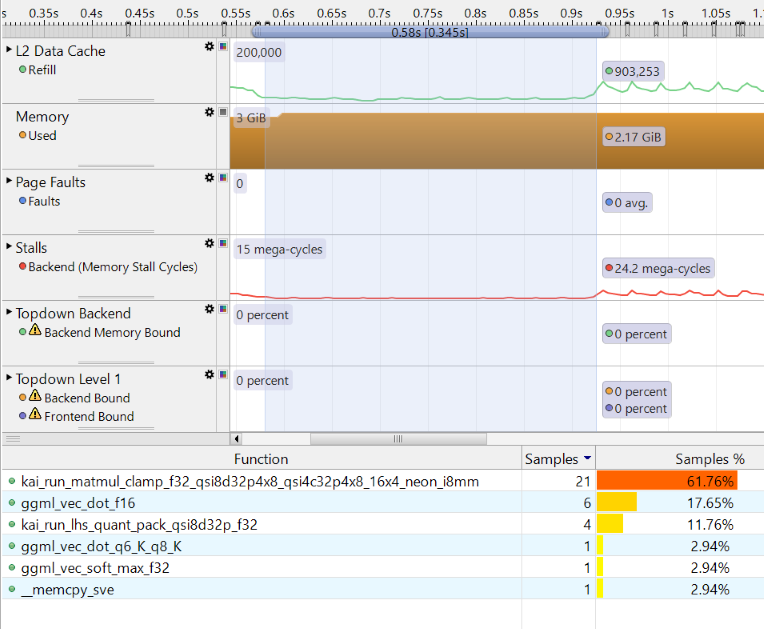 0.35s 0.4s 0.45s 0.5s 0.55s 0.6s 0.65s 0.7s 0.75s 0.8s 0.85s 0.9s 0.95s 1s 1.05s 1.1
0.58s [0.345s]
L2 Data Cache
200,000
Refill
903,253
Memory
3 GiB
Used
2.17 GiB
Page Faults
0
Faults
0 avg.
Stalls
15 mega-cycles
Backend (Memory Stall Cycles)
24.2 mega-cycles
Topdown Backend
0 percent
Backend Memory Bound
0 percent
Topdown Level 1
0 percent
Backend Bound
0 percent
Frontend Bound
0 percent
Function Samples Samples %
kai_run_matmul_clamp_f32_qsi8d32p4x8_qsi4c32p4x8_16x4_neon_i8mm 21 61.76%
ggml_vec_dot_f16 6 17.65%
kai_run_lhs_quant_pack_qsi8d32p_f32 4 11.76%
ggml_vec_dot_q6_K_q8_K 1 2.94%
ggml_vec_soft_max_f32 1 2.94%
__memcpy_sve 1 2.94%